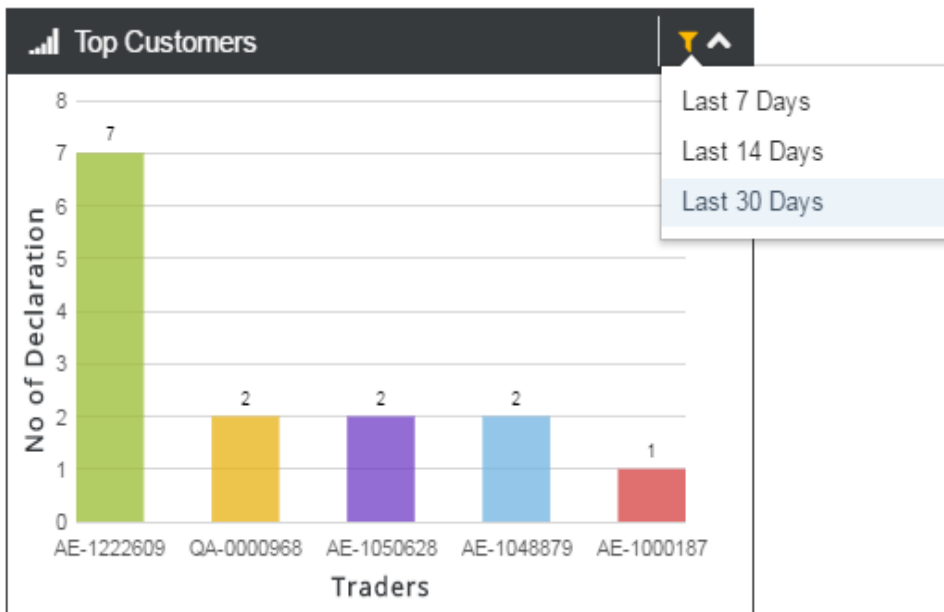 Top Customers
Last 7 Days
Last 14 Days
Last 30 Days
No of Declaration
8
7
6
5
4
3
2
1
0
7
2
2
2
1
AE-1222609 QA-0000968 AE-1050628 AE-1048879 AE-1000187
Traders